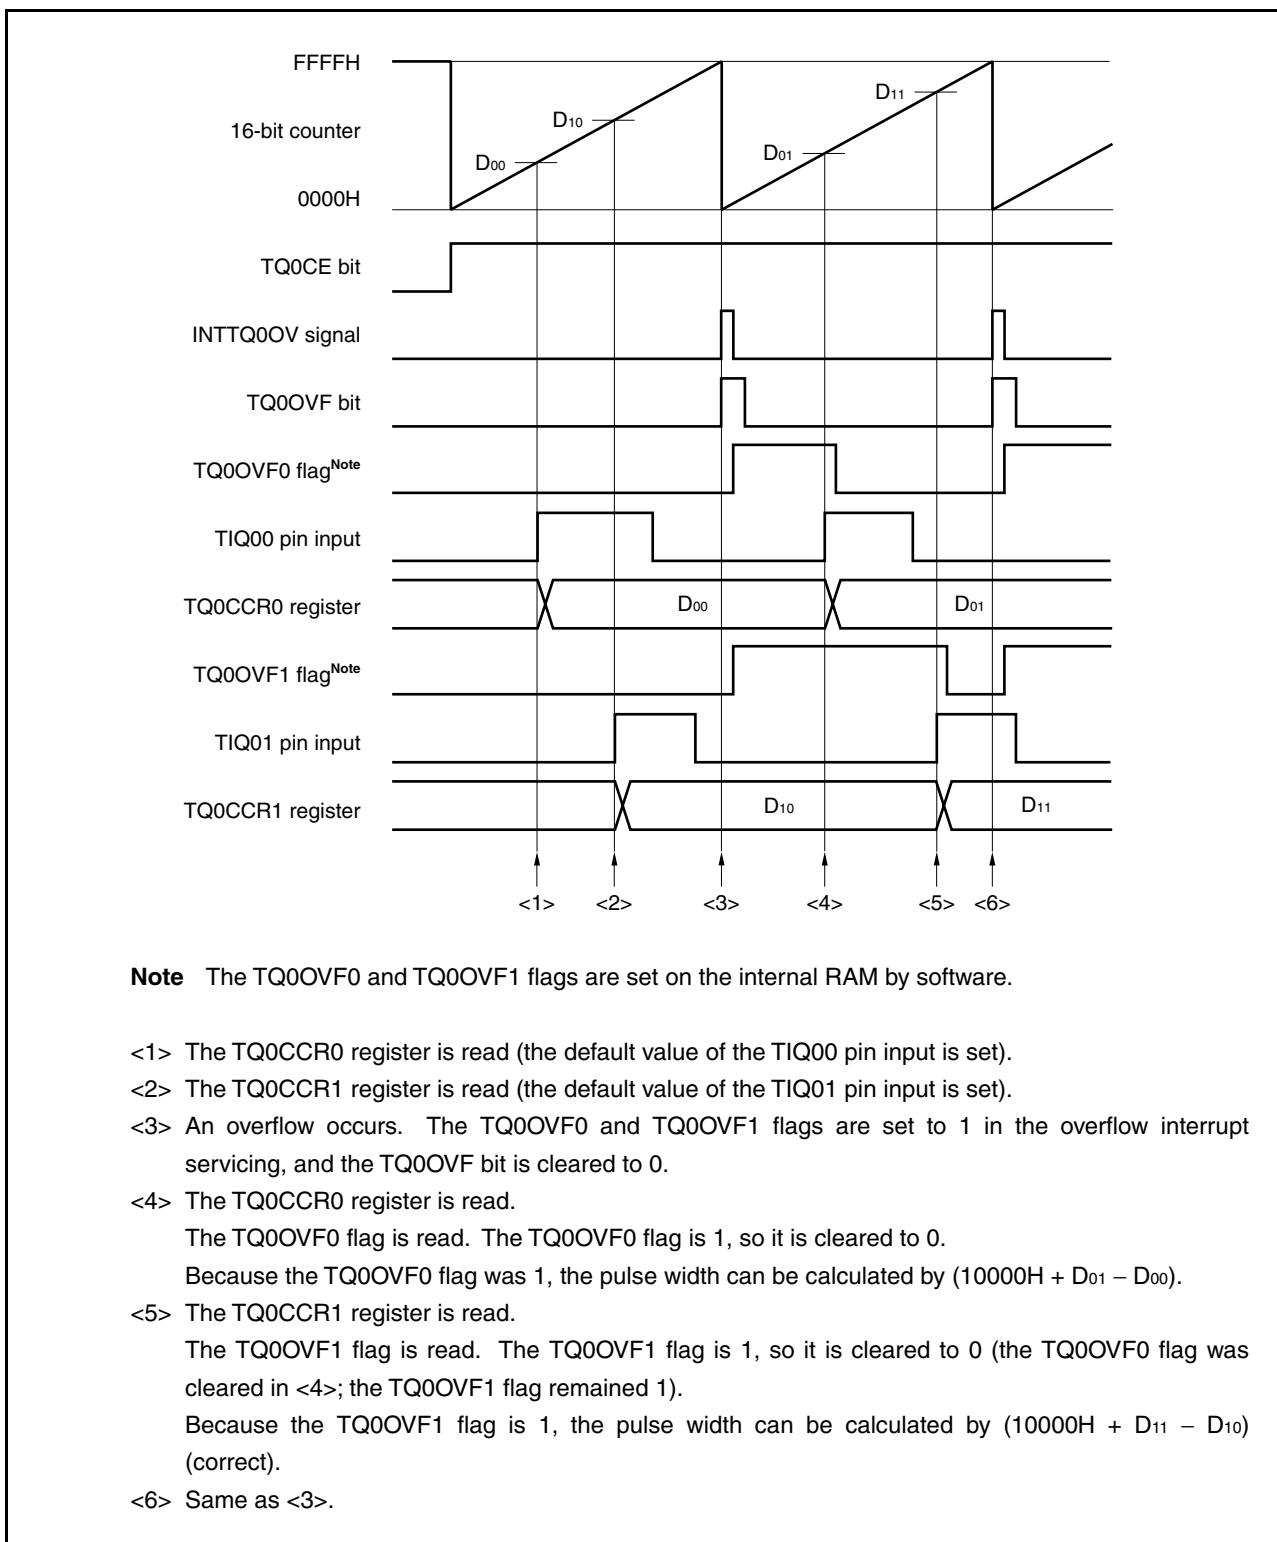 FFFFH
D11
D10
16-bit counter
D00
D01
0000H
TQ0CE bit
INTTQ0OV signal
TQ0OVF bit
TQ0OVF0 flagNote
TIQ00 pin input
TQ0CCR0 register
D00
D01
TQ0OVF1 flagNote
TIQ01 pin input
TQ0CCR1 register
D10
D11
<1> <2> <3> <4> <5> <6>
Note The TQ0OVF0 and TQ0OVF1 flags are set on the internal RAM by software.
<1> The TQ0CCR0 register is read (the default value of the TIQ00 pin input is set).
<2> The TQ0CCR1 register is read (the default value of the TIQ01 pin input is set).
<3> An overflow occurs. The TQ0OVF0 and TQ0OVF1 flags are set to 1 in the overflow interrupt
servicing, and the TQ0OVF bit is cleared to 0.
<4> The TQ0CCR0 register is read.
The TQ0OVF0 flag is read. The TQ0OVF0 flag is 1, so it is cleared to 0.
Because the TQ0OVF0 flag was 1, the pulse width can be calculated by (10000H + D01 − D00).
<5> The TQ0CCR1 register is read.
The TQ0OVF1 flag is read. The TQ0OVF1 flag is 1, so it is cleared to 0 (the TQ0OVF0 flag was
cleared in <4>; the TQ0OVF1 flag remained 1).
Because the TQ0OVF1 flag is 1, the pulse width can be calculated by (10000H + D11 − D10)
(correct).
<6> Same as <3>.